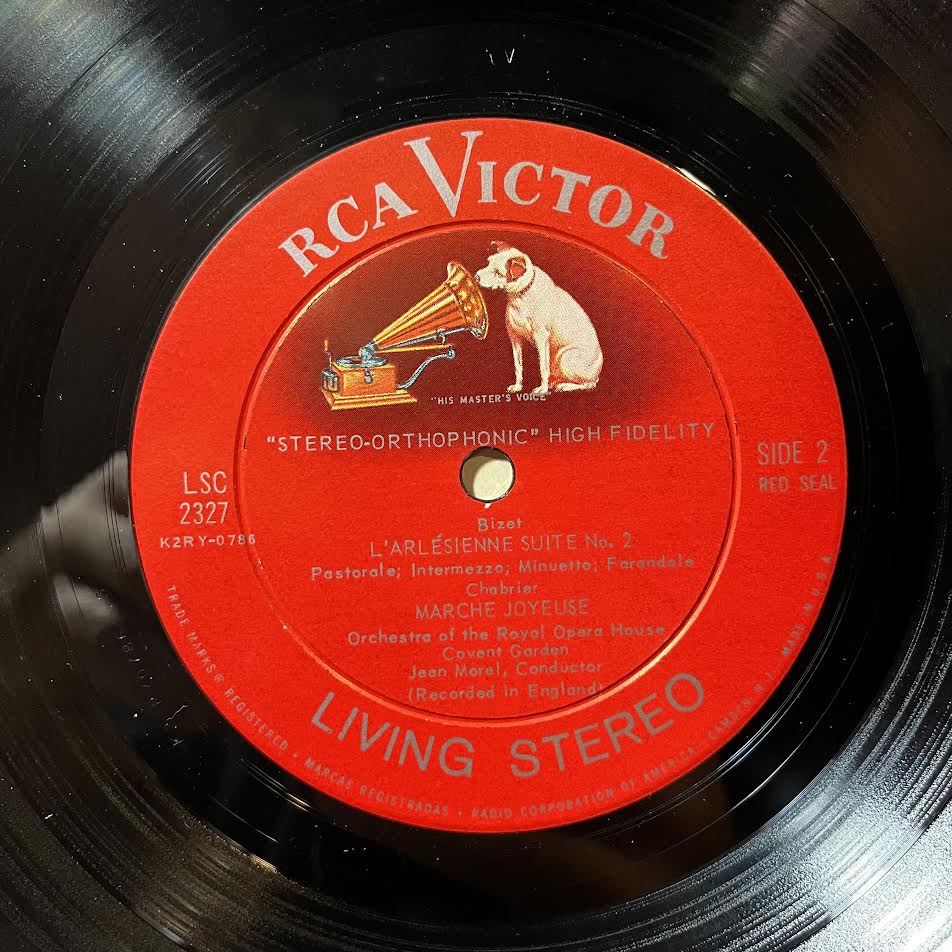 RCA VICTOR
"HIS MASTER'S VOICE"
"STEREO-ORTHOPHONIC" HIGH FIDELITY
LSC
2327
K2RY-0786
SIDE 2
RED SEAL
Bizet
L'ARLÉSIENNE SUITE No. 2
Pastorale; Intermezzo; Minuetto; Farandole
Chabrier
MARCHE JOYEUSE
Orchestra of the Royal Opera House
Covent Garden
Jean Morel, Conductor
(Recorded in England)
LIVING STEREO
TRADE MARKS ® REGISTERED • MARCAS REGISTRADAS • RADIO CORPORATION OF AMERICA, CAMDEN, N.J. MADE IN U.S.A.